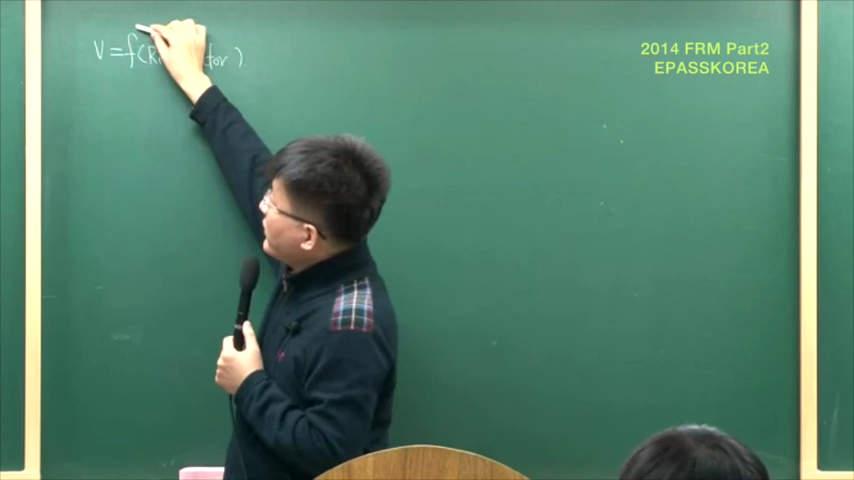 V = f(R tor)
2014 FRM Part2
EPASSKOREA